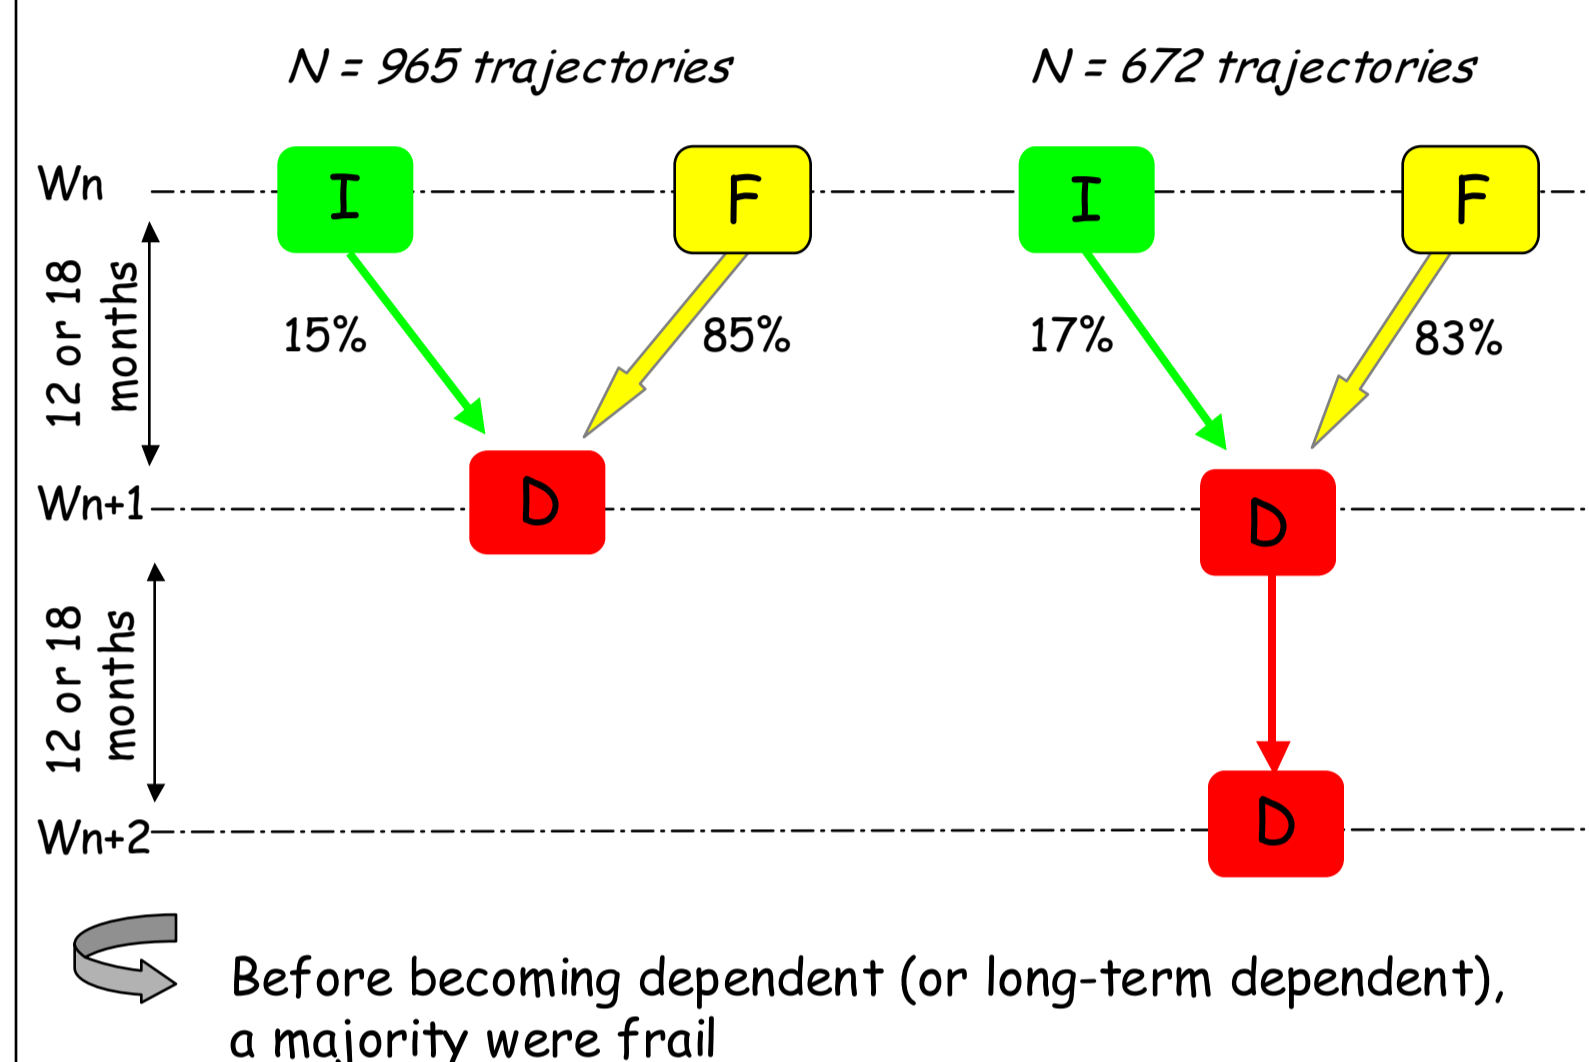 N = 965 trajectories
N = 672 trajectories
Wn
I
F
I
F
12 or 18
months
15%
85%
17%
83%
Wn+1
D
D
12 or 18
months
Wn+2
D
Before becoming dependent (or long-term dependent),
a majority were frail